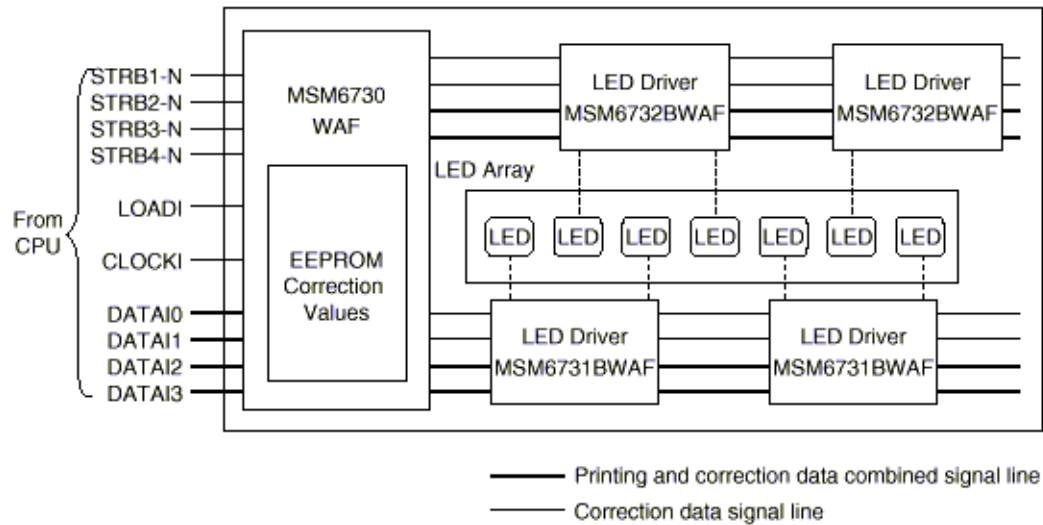 STRB1-N
STRB2-N
STRB3-N
STRB4-N
LOADI
CLOCKI
DATAI0
DATAI1
DATAI2
DATAI3
From
CPU
MSM6730
WAF
EEPROM
Correction
Values
LED Driver
MSM6732BWAF
LED Driver
MSM6732BWAF
LED Array
LED
LED
LED
LED
LED
LED
LED
LED Driver
MSM6731BWAF
LED Driver
MSM6731BWAF
Printing and correction data combined signal line
Correction data signal line